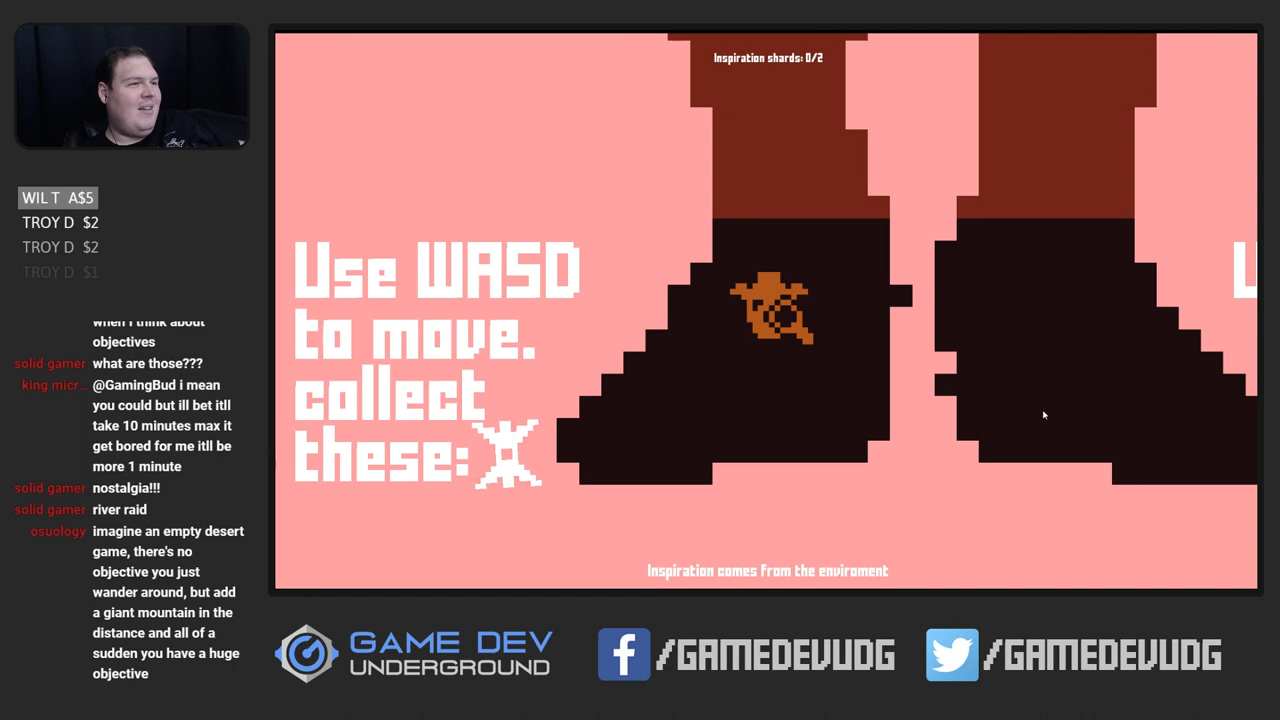 WIL T A$5
TROY D $2
TROY D $2
TROY D $1
when i think about
objectives
solid gamer what are those???
king micr... @GamingBud i mean
you could but ill bet itll
take 10 minutes max it
get bored for me itll be
more 1 minute
solid gamer nostalgia!!!
solid gamer river raid
osuology imagine an empty desert
game, there's no
objective you just
wander around, but add
a giant mountain in the
distance and all of a
sudden you have a huge
objective
Inspiration shards: 0/2
Use WASD
to move.
collect
these:
U
Inspiration comes from the enviroment
GAME DEV
UNDERGROUND
f /GAMEDEVUDG
/GAMEDEVUDG